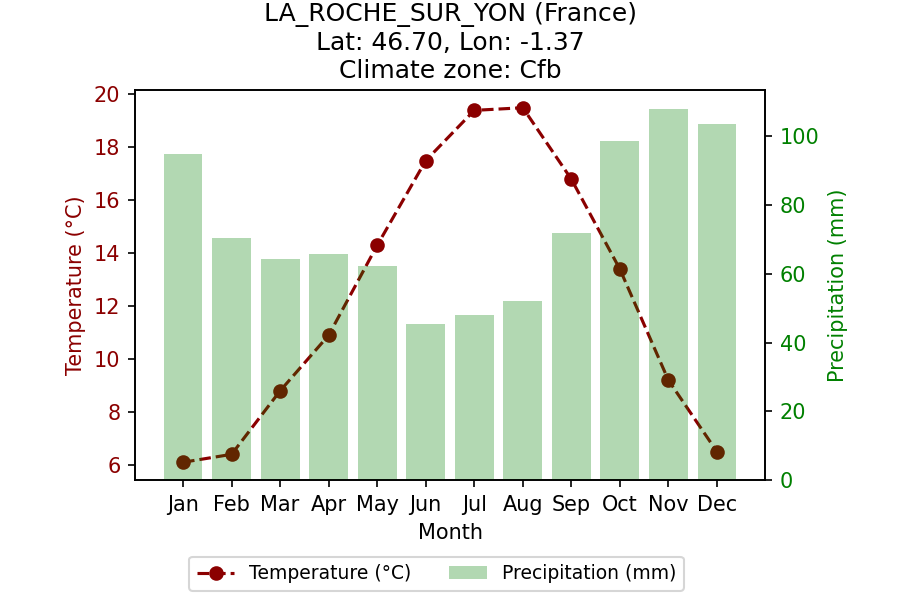 LA_ROCHE_SUR_YON (France)
Lat: 46.70, Lon: -1.37
Climate zone: Cfb
Temperature (°C)
20
18
16
14
12
10
8
6
100
80
60
40
20
0
Precipitation (mm)
Jan Feb Mar Apr May Jun Jul Aug Sep Oct Nov Dec
Month
Temperature (°C) Precipitation (mm)